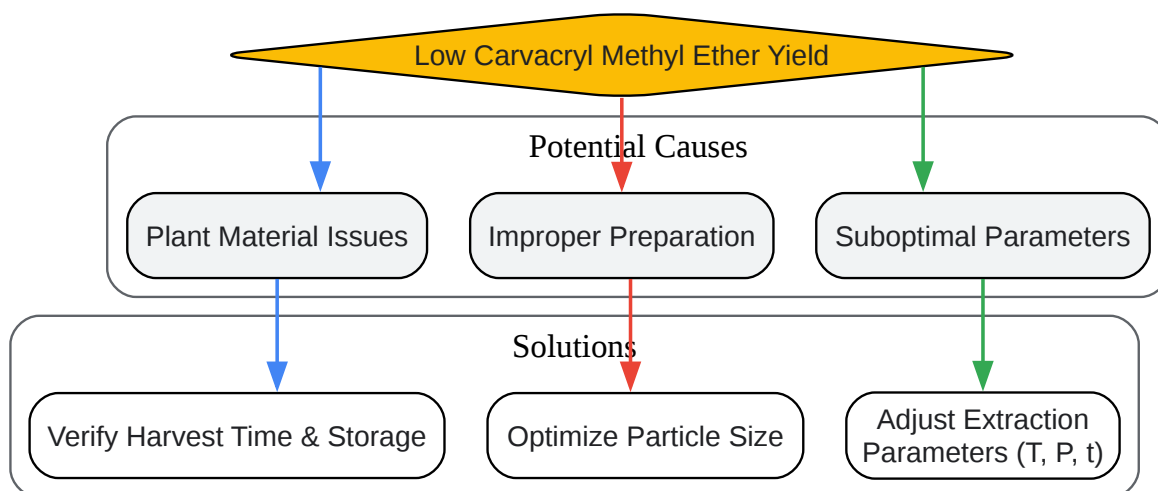 Low Carvacryl Methyl Ether Yield
Potential Causes
Plant Material Issues
Improper Preparation
Suboptimal Parameters
Solutions
Verify Harvest Time & Storage
Optimize Particle Size
Adjust Extraction
Parameters (T, P, t)